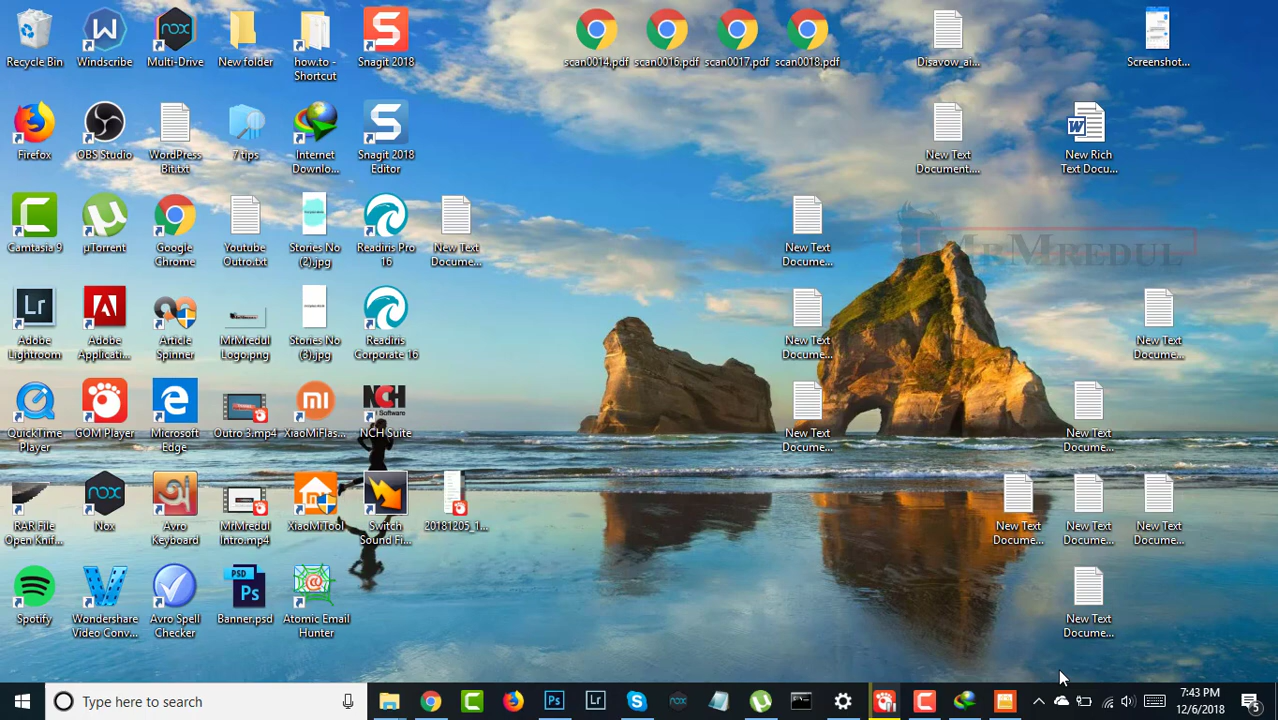 Recycle Bin
Windscribe
Multi-Drive
New folder
how.to -
Shortcut
Snagit 2018
scan0014.pdf
scan0016.pdf
scan0017.pdf
scan0018.pdf
Disavow_ai...
Screenshot...
Firefox
OBS Studio
WordPress
Bit.txt
7 tips
Internet
Downlo...
Snagit 2018
Editor
New Text
Document....
New Rich
Text Docu...
Camtasia 9
µTorrent
Google
Chrome
Youtube
Outro.txt
Stories No
(2).jpg
Readiris Pro
16
New Text
Docume...
New Text
Docume...
MRMREDUL
Adobe
Lightroom
Adobe
Applicati...
Article
Spinner
MrMredul
Logo.png
Stories No
(3).jpg
Readiris
Corporate 16
New Text
Docume...
New Text
Docume...
QuickTime
Player
GOM Player
Microsoft
Edge
Outro 3.mp4
XiaoMiFlas...
NCH Suite
New Text
Docume...
New Text
Docume...
RAR File
Open Knif...
Nox
Avro
Keyboard
MrMredul
Intro.mp4
XiaoMiTool
Switch
Sound Fi...
20181205_1...
New Text
Docume...
New Text
Docume...
New Text
Docume...
Spotify
Wondershare
Video Conv...
Avro Spell
Checker
Banner.psd
Atomic Email
Hunter
New Text
Docume...
Type here to search
7:43 PM
12/6/2018
5